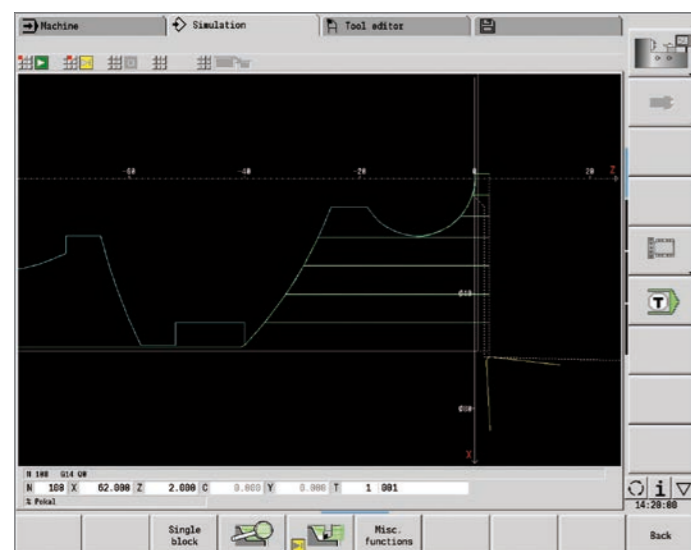 Machine Simulation Tool editor
-60 -40 -20 0 20 Z
X
N 108 G14 Q0
N 108 X 62.000 Z 2.000 C 0.000 Y 0.000 T 1 001
% Pokal
T
i
14:20:00
Single block
Misc. functions
Back